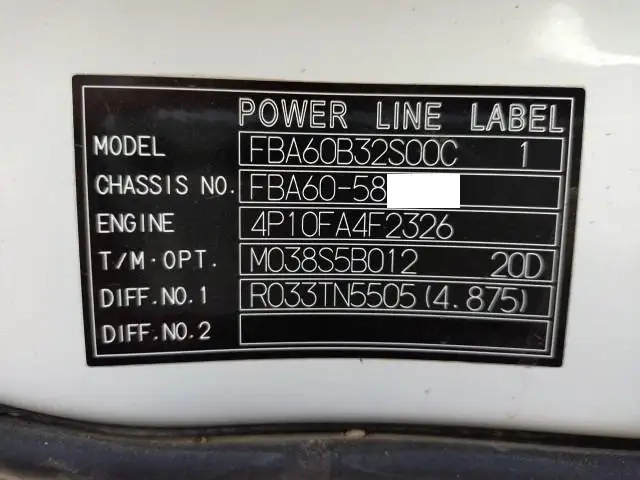 POWER LINE LABEL
MODEL FBA60B32S00C 1
CHASSIS NO. FBA60-58
ENGINE 4P10FA4F2326
T/M·OPT. M038S5B012 20D
DIFF.NO.1 R033TN5505(4.875)
DIFF.NO.2